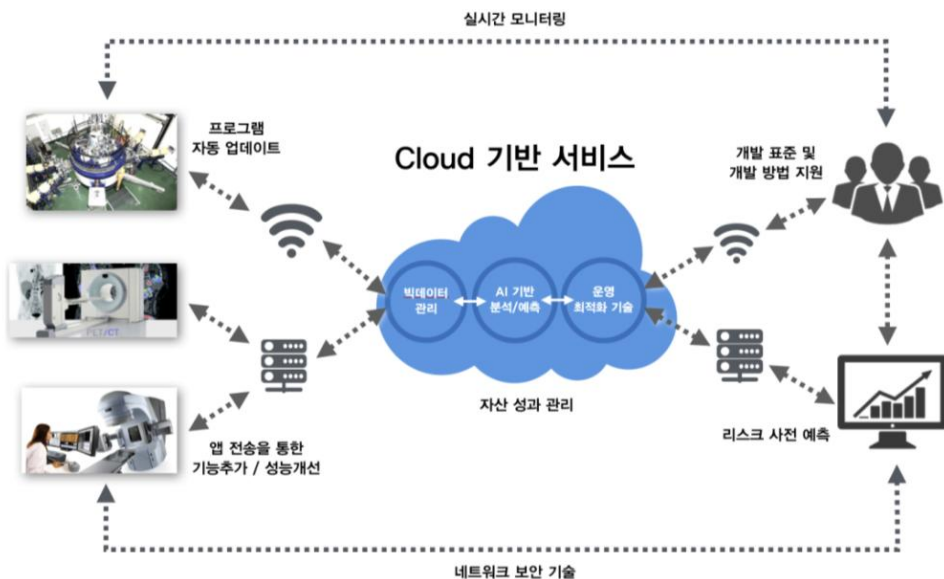 실시간 모니터링
프로그램
자동 업데이트
Cloud 기반 서비스
개발 표준 및
개발 방법 지원
빅데이터
관리
AI 기반
분석/예측
운영
최적화 기술
PET/CT
자산 성과 관리
리스크 사전 예측
앱 전송을 통한
기능추가 / 성능개선
네트워크 보안 기술